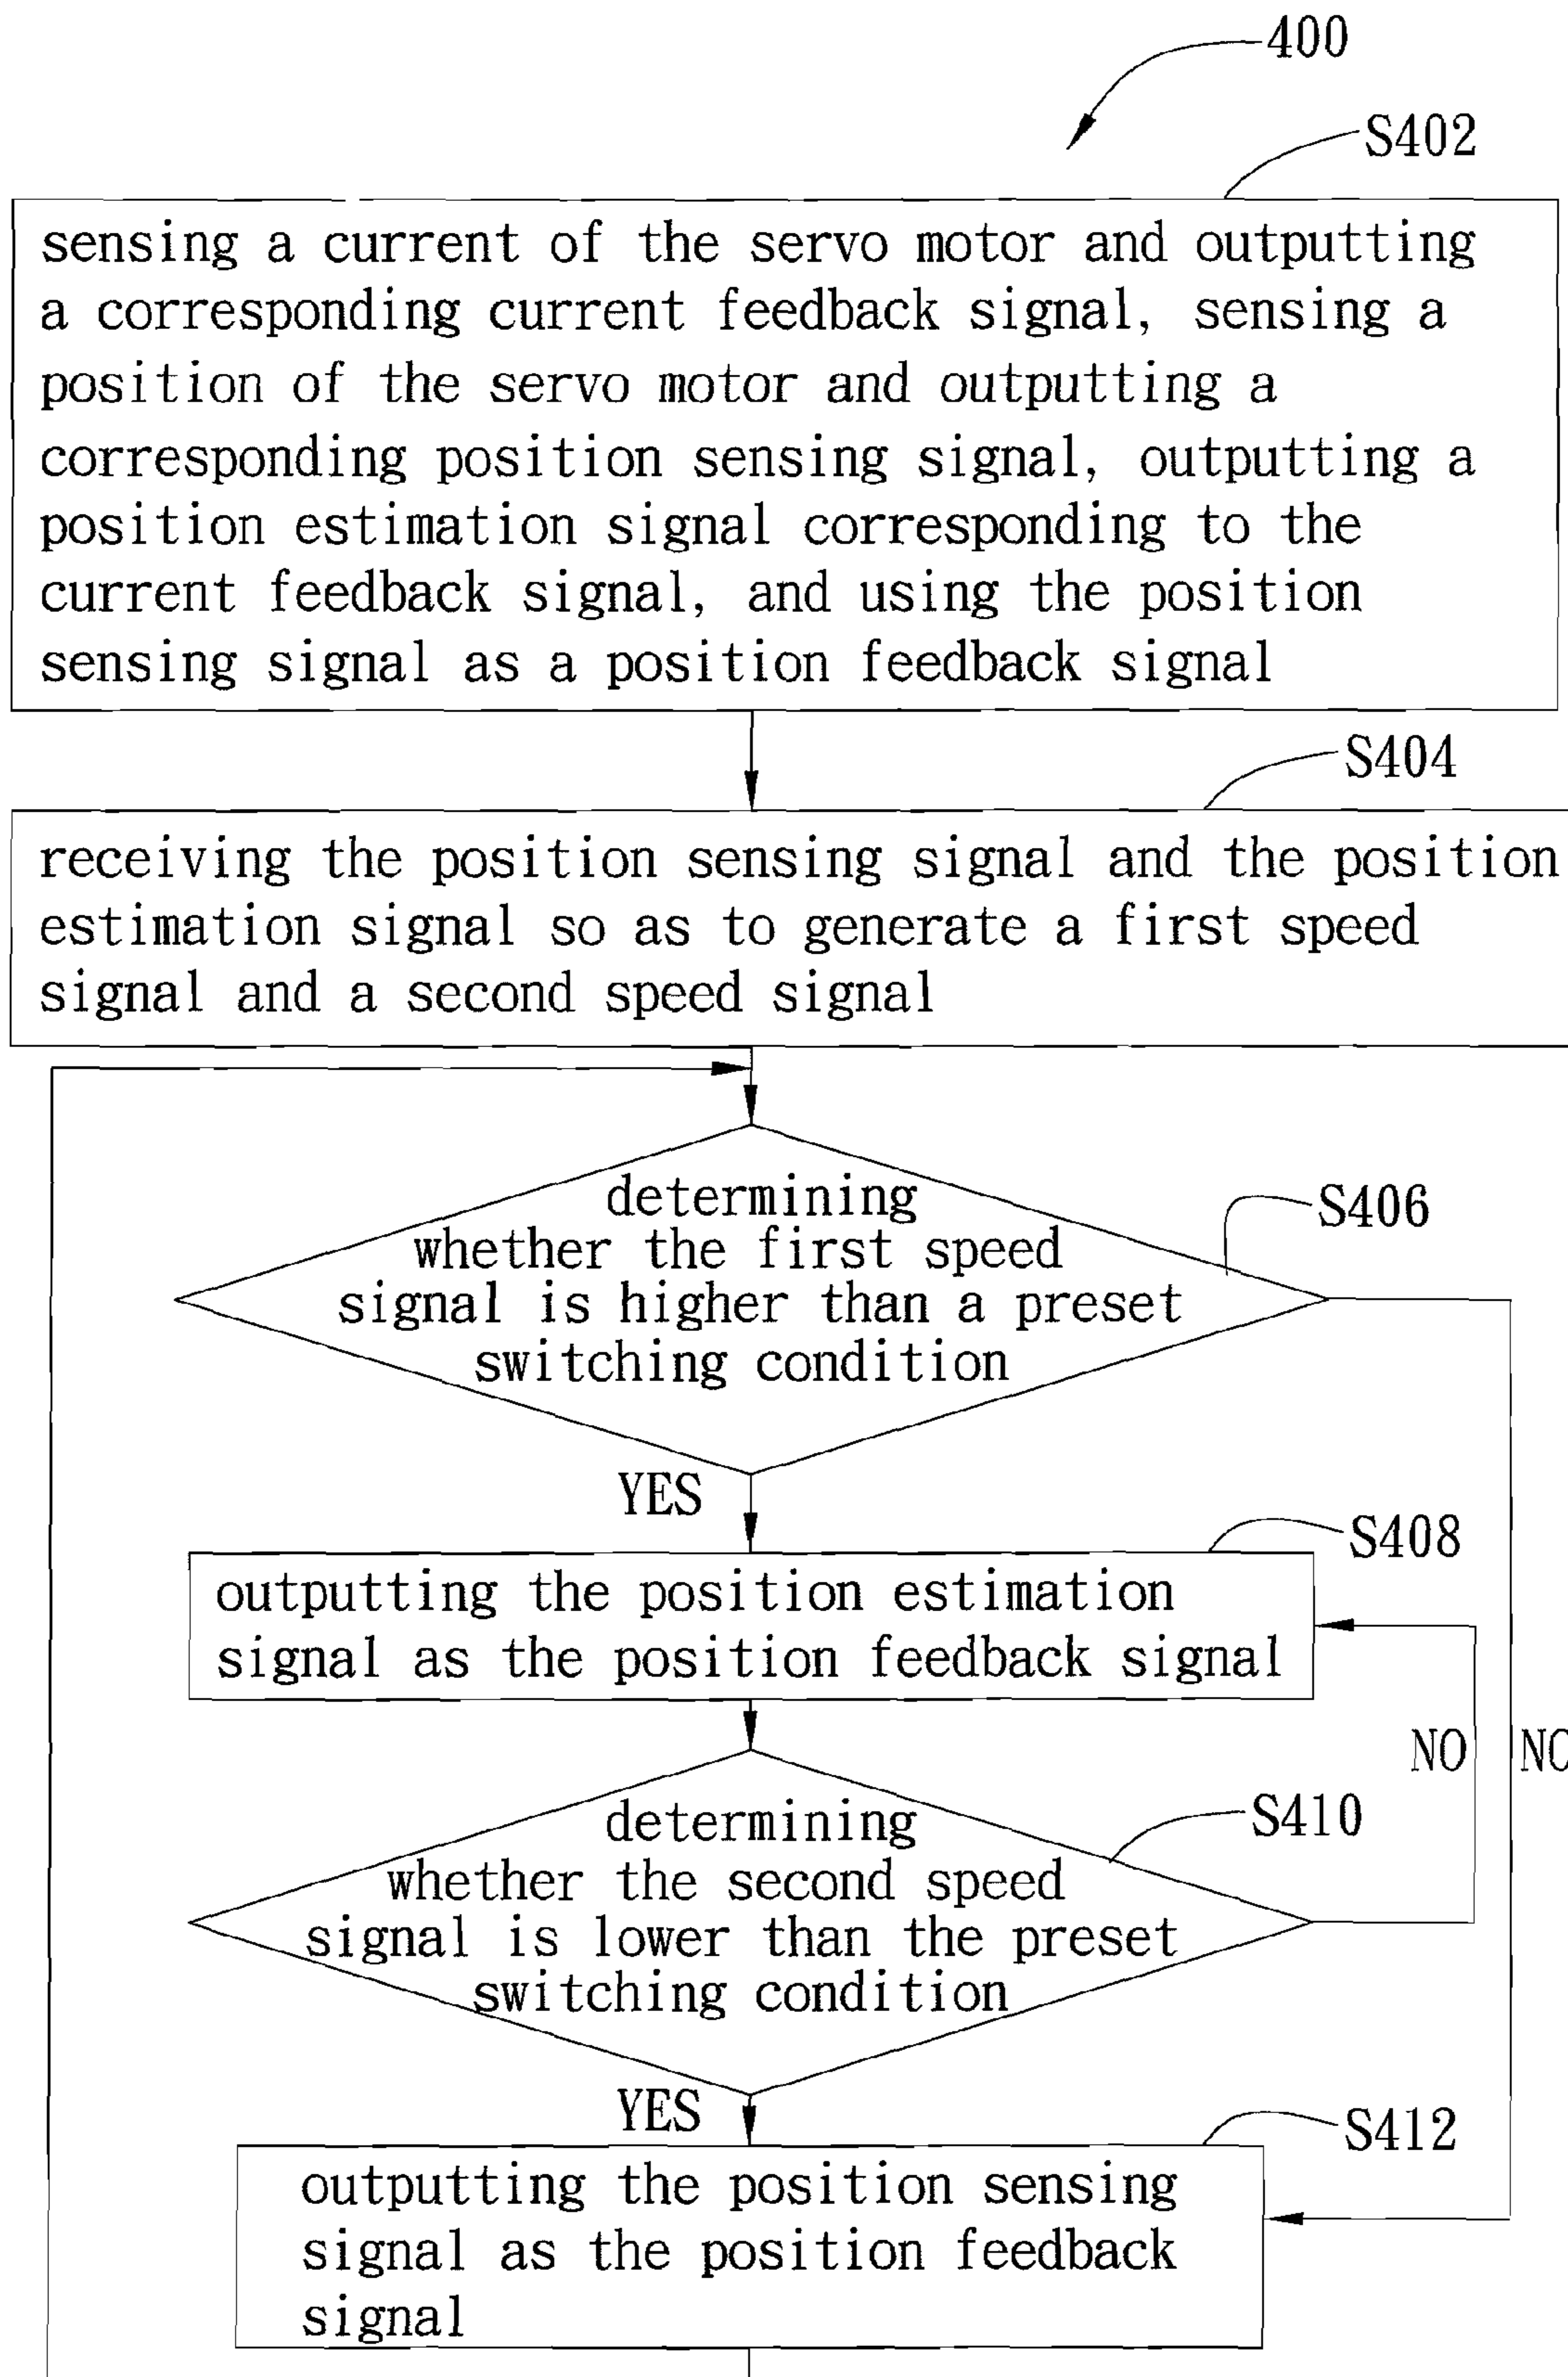 400
S402
sensing a current of the servo motor and outputting
a corresponding current feedback signal, sensing a
position of the servo motor and outputting a
corresponding position sensing signal, outputting a
position estimation signal corresponding to the
current feedback signal, and using the position
sensing signal as a position feedback signal
S404
receiving the position sensing signal and the position
estimation signal so as to generate a first speed
signal and a second speed signal
determining
whether the first speed
signal is higher than a preset
switching condition
S406
YES
S408
outputting the position estimation
signal as the position feedback signal
NO
NO
determining
whether the second speed
signal is lower than the preset
switching condition
S410
YES
S412
outputting the position sensing
signal as the position feedback
signal